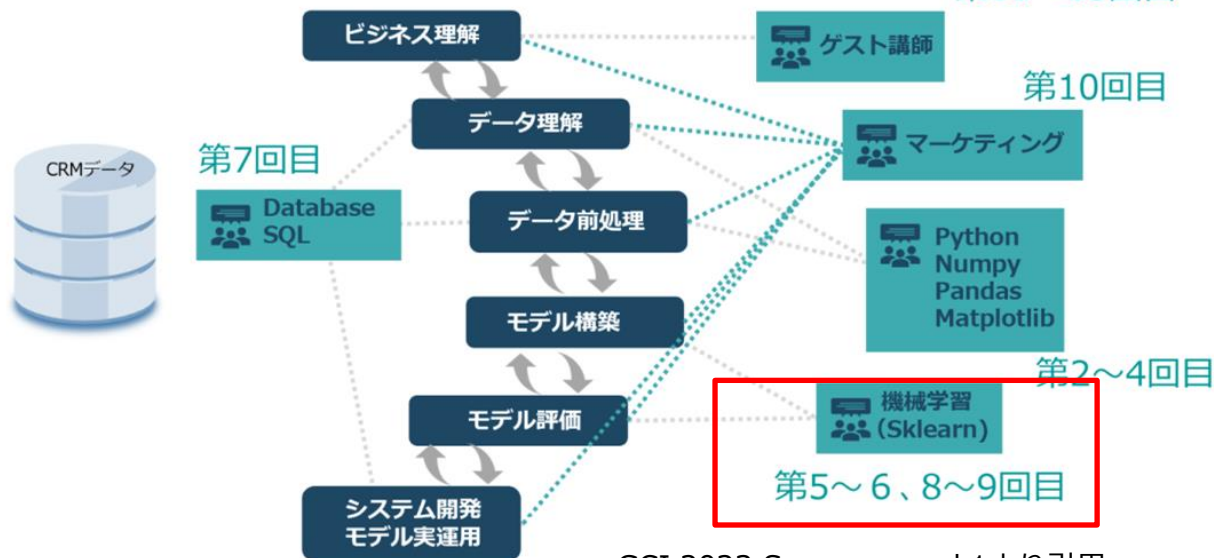 ビジネス理解
ゲスト講師
第10回目
データ理解
マーケティング
CRMデータ
第7回目
Database
SQL
データ前処理
Python
Numpy
Pandas
Matplotlib
モデル構築
第2～4回目
機械学習
(Sklearn)
モデル評価
第5～6、8～9回目
システム開発
モデル実運用